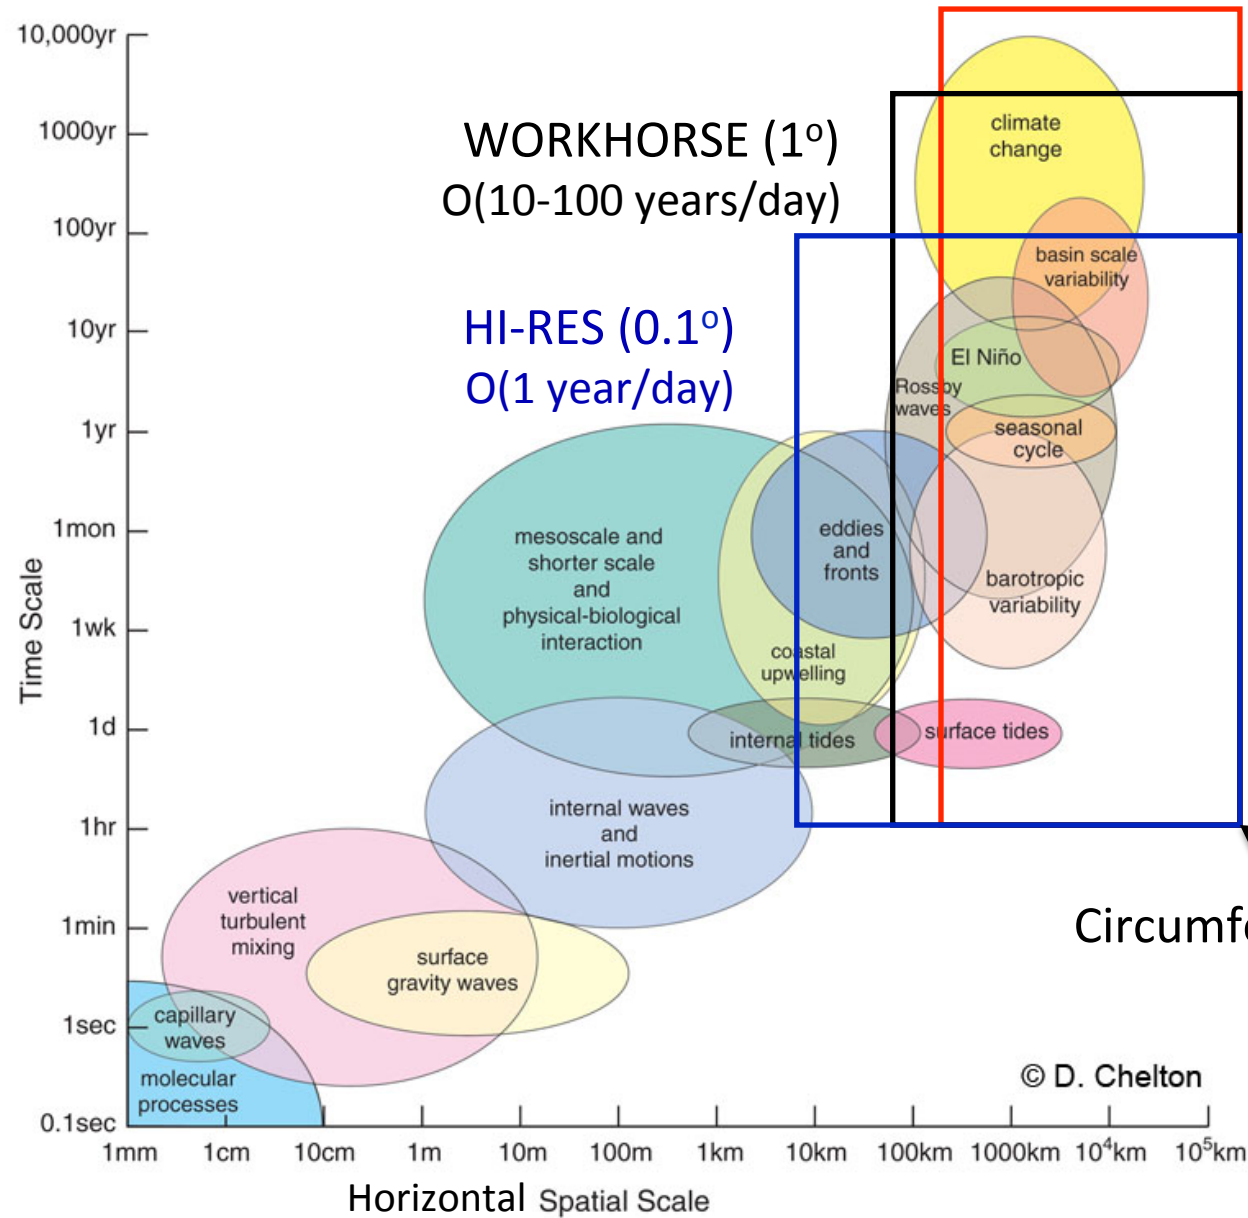 10,000yr
1000yr
100yr
10yr
1yr
1mon
1wk
1d
1hr
1min
1sec
0.1sec
Time Scale
WORKHORSE (1º)
O(10-100 years/day)
HI-RES (0.1º)
O(1 year/day)
climate
change
basin scale
variability
El Niño
Rossby
waves
seasonal
cycle
mesoscale and
shorter scale
and
physical-biological
interaction
eddies
and
fronts
barotropic
variability
coastal
upwelling
internal tides
surface tides
internal waves
and
inertial motions
vertical
turbulent
mixing
surface
gravity waves
capillary
waves
molecular
processes
© D. Chelton
1mm 1cm 10cm 1m 10m 100m 1km 10km 100km 1000km 10⁴km 10⁵km
Horizontal Spatial Scale